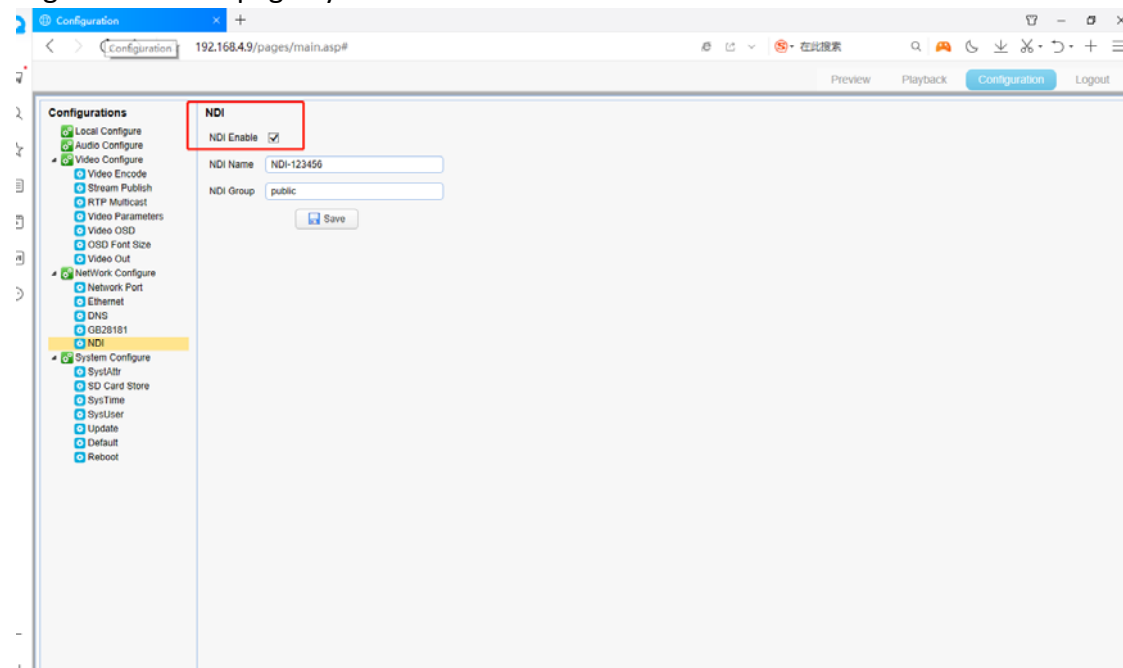 Configuration
Configuration
192.168.4.9/pages/main.asp#
在此搜索
Preview
Playback
Configuration
Logout
Configurations
Local Configure
Audio Configure
Video Configure
Video Encode
Stream Publish
RTP Multicast
Video Parameters
Video OSD
OSD Font Size
Video Out
NetWork Configure
Network Port
Ethernet
DNS
GB28181
NDI
System Configure
SystAttr
SD Card Store
SysTime
SysUser
Update
Default
Reboot
NDI
NDI Enable
NDI Name NDI-123456
NDI Group public
Save